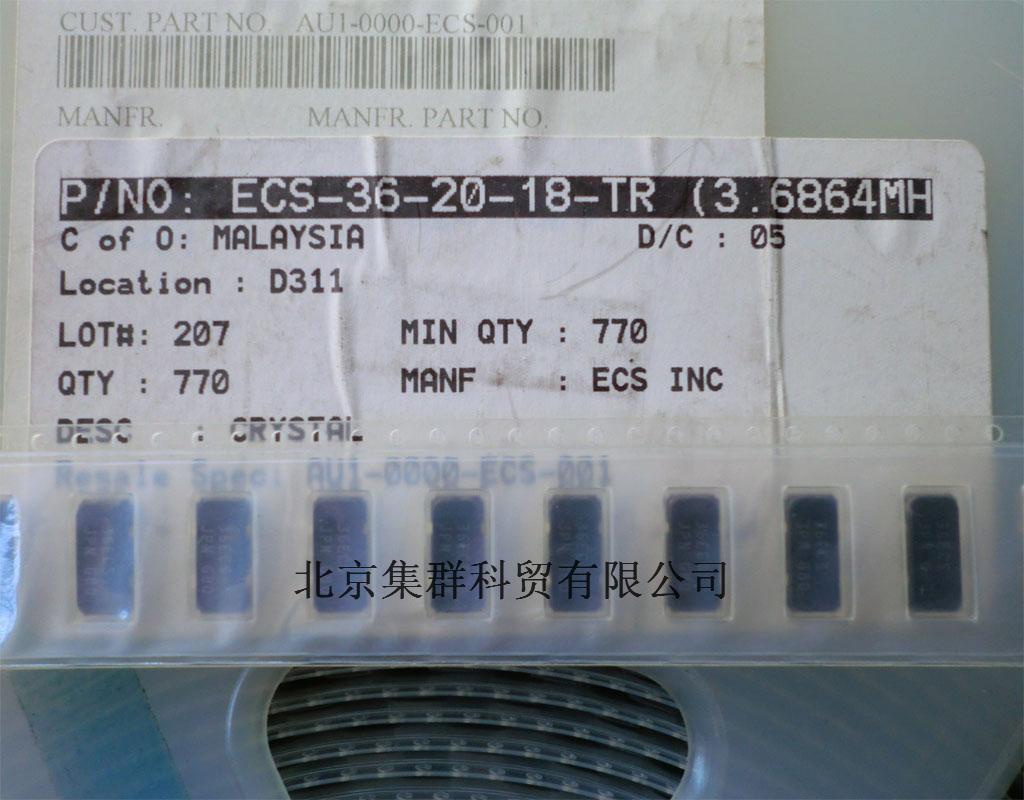 CUST. PART NO. AU1-0000-ECS-001
MANFR. MANFR. PART NO.
P/NO: ECS-36-20-18-TR (3.6864MH
C of O: MALAYSIA D/C : 05
Location : D311
LOT#: 207 MIN QTY : 770
QTY : 770 MANF : ECS INC
DESC : CRYSTAL
Resale Spec: AU1-0000-ECS-001
北京集群科贸有限公司